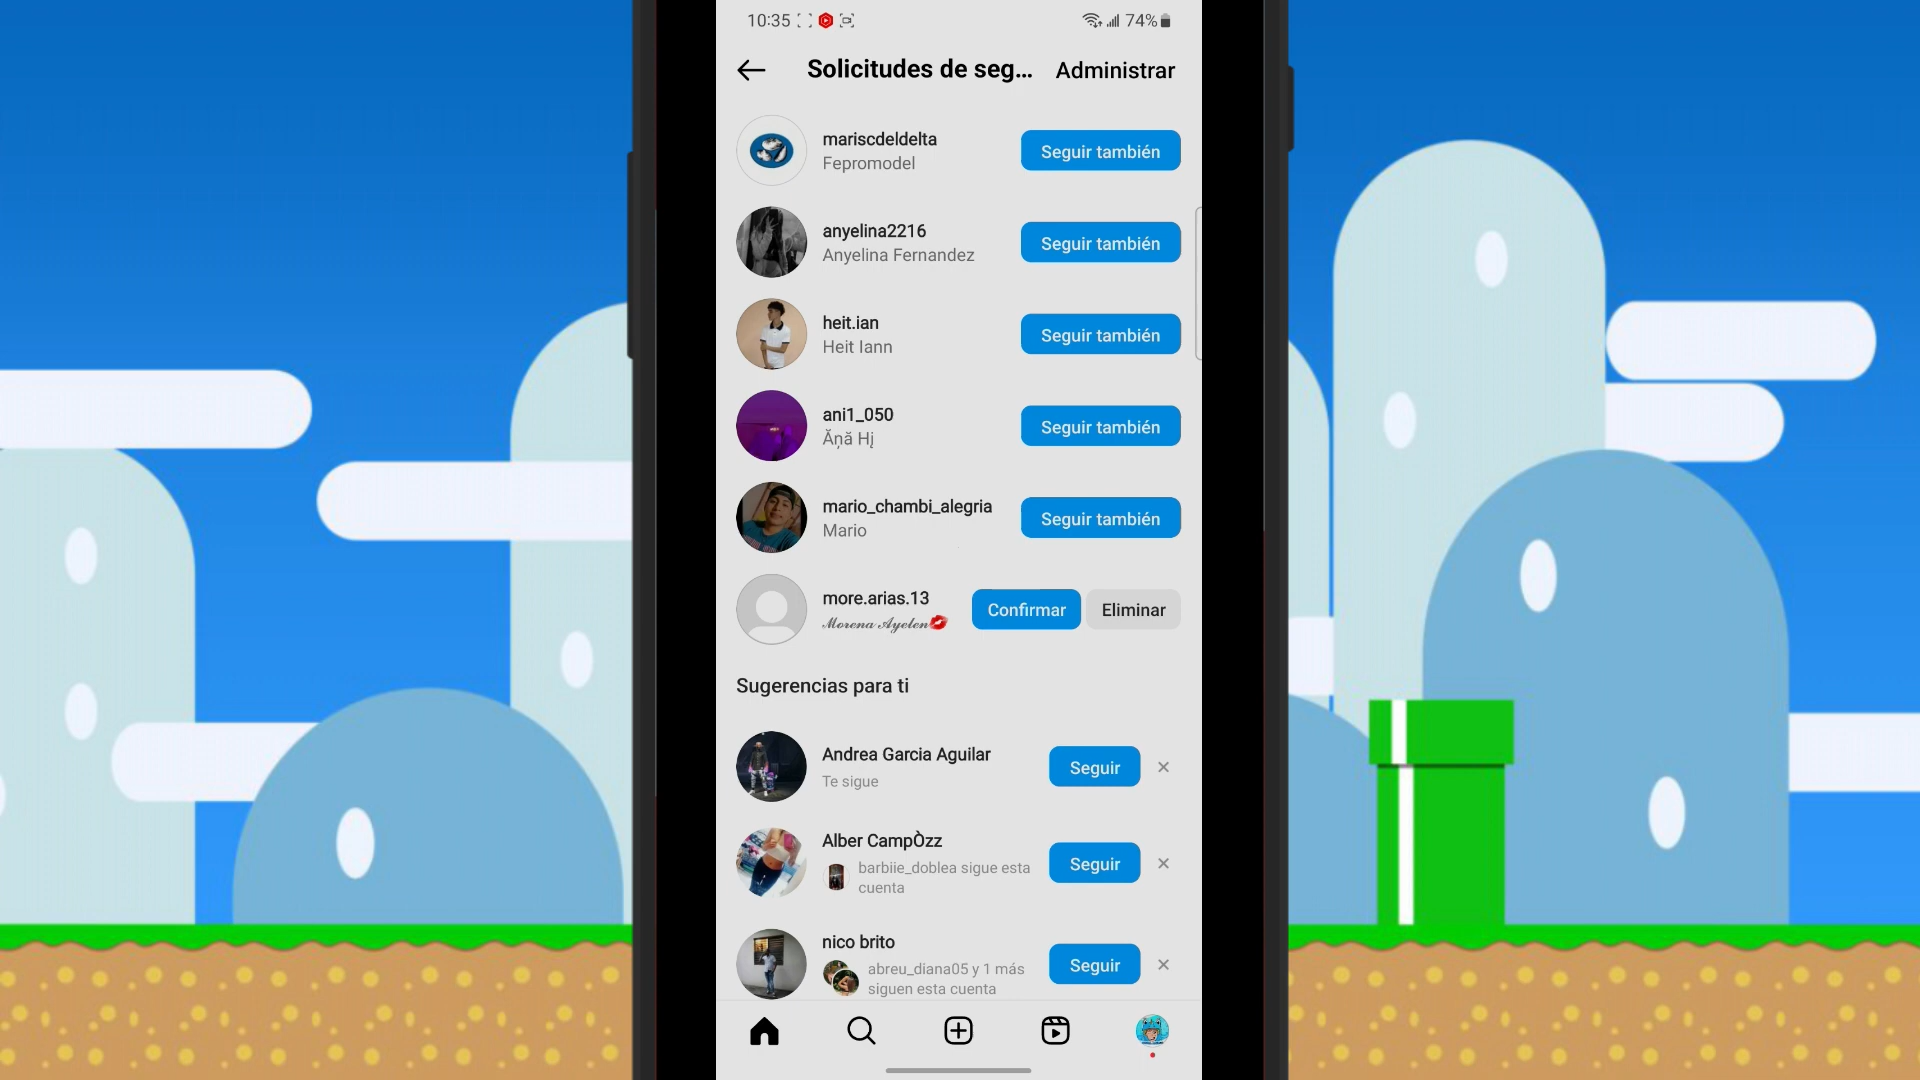 10:35
74%
Solicitudes de seg... Administrar
mariscdeldelta
Fepromodel
Seguir también
anyelina2216
Anyelina Fernandez
Seguir también
heit.ian
Heit Iann
Seguir también
ani1_050
Ăņă Hį
Seguir también
mario_chambi_alegria
Mario
Seguir también
more.arias.13
𝓜𝓸𝓻𝓮𝓷𝓪 𝓐𝔂𝓮𝓵𝓮𝓷💋
Confirmar Eliminar
Sugerencias para ti
Andrea Garcia Aguilar
Te sigue
Seguir ×
Alber CampÒzz
barbiie_doblea sigue esta
cuenta
Seguir ×
nico brito
abreu_diana05 y 1 más
siguen esta cuenta
Seguir ×